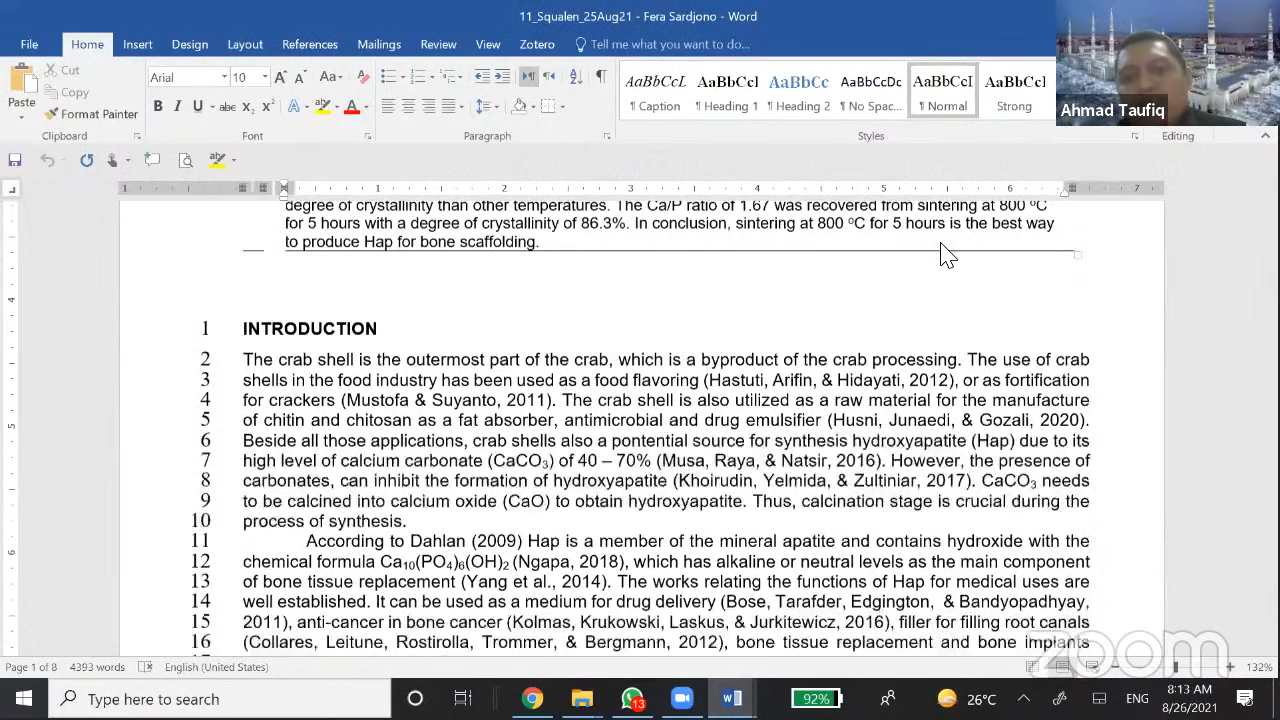 11_Squalen_25Aug21 - Fera Sardjono - Word
File Home Insert Design Layout References Mailings Review View Zotero Tell me what you want to do...
Ahmad Taufiq
Cut
Copy
Format Painter
Paste
Clipboard
Arial 10
Font
Paragraph
AaBbCcL AaBbCcI AaBbCc AaBbCcDc AaBbCcI AaBbCcI
¶ Caption ¶ Heading 1 ¶ Heading 2 ¶ No Spac... ¶ Normal Strong
Styles
Editing
1 1 2 3 4 5 6 7
degree of crystallinity than other temperatures. The Ca/P ratio of 1.67 was recovered from sintering at 800 ºC
for 5 hours with a degree of crystallinity of 86.3%. In conclusion, sintering at 800 ºC for 5 hours is the best way
to produce Hap for bone scaffolding.
1 INTRODUCTION
2 The crab shell is the outermost part of the crab, which is a byproduct of the crab processing. The use of crab
3 shells in the food industry has been used as a food flavoring (Hastuti, Arifin, & Hidayati, 2012), or as fortification
4 for crackers (Mustofa & Suyanto, 2011). The crab shell is also utilized as a raw material for the manufacture
5 of chitin and chitosan as a fat absorber, antimicrobial and drug emulsifier (Husni, Junaedi, & Gozali, 2020).
6 Beside all those applications, crab shells also a pontential source for synthesis hydroxyapatite (Hap) due to its
7 high level of calcium carbonate (CaCO₃) of 40 – 70% (Musa, Raya, & Natsir, 2016). However, the presence of
8 carbonates, can inhibit the formation of hydroxyapatite (Khoirudin, Yelmida, & Zultiniar, 2017). CaCO₃ needs
9 to be calcined into calcium oxide (CaO) to obtain hydroxyapatite. Thus, calcination stage is crucial during the
10 process of synthesis.
11 According to Dahlan (2009) Hap is a member of the mineral apatite and contains hydroxide with the
12 chemical formula Ca₁₀(PO₄)₆(OH)₂ (Ngapa, 2018), which has alkaline or neutral levels as the main component
13 of bone tissue replacement (Yang et al., 2014). The works relating the functions of Hap for medical uses are
14 well established. It can be used as a medium for drug delivery (Bose, Tarafder, Edgington, & Bandyopadhyay,
15 2011), anti-cancer in bone cancer (Kolmas, Krukowski, Laskus, & Jurkitewicz, 2016), filler for filling root canals
16 (Collares, Leitune, Rostirolla, Trommer, & Bergmann, 2012), bone tissue replacement and bone implants
zoom
Page 1 of 8 4393 words English (United States) 132%
Type here to search
13
92%
26°C
ENG
8:13 AM
8/26/2021